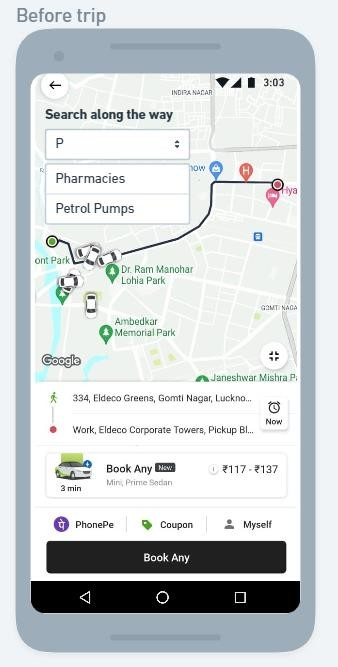 Before trip
3:03
INDIRA NAGAR
Search along the way
P
now
H
Pharmacies
Petrol Pumps
Hya
ont Park
Dr. Ram Manohar
Lohia Park
GOMTI NAGAR
Ambedkar
Memorial Park
Google
Janeshwar Mishra P
334, Eldeco Greens, Gomti Nagar, Luckno...
Now
Work, Eldeco Corporate Towers, Pickup Bl...
Book Any New
₹117 - ₹137
Mini, Prime Sedan
3 min
PhonePe
Coupon
Myself
Book Any